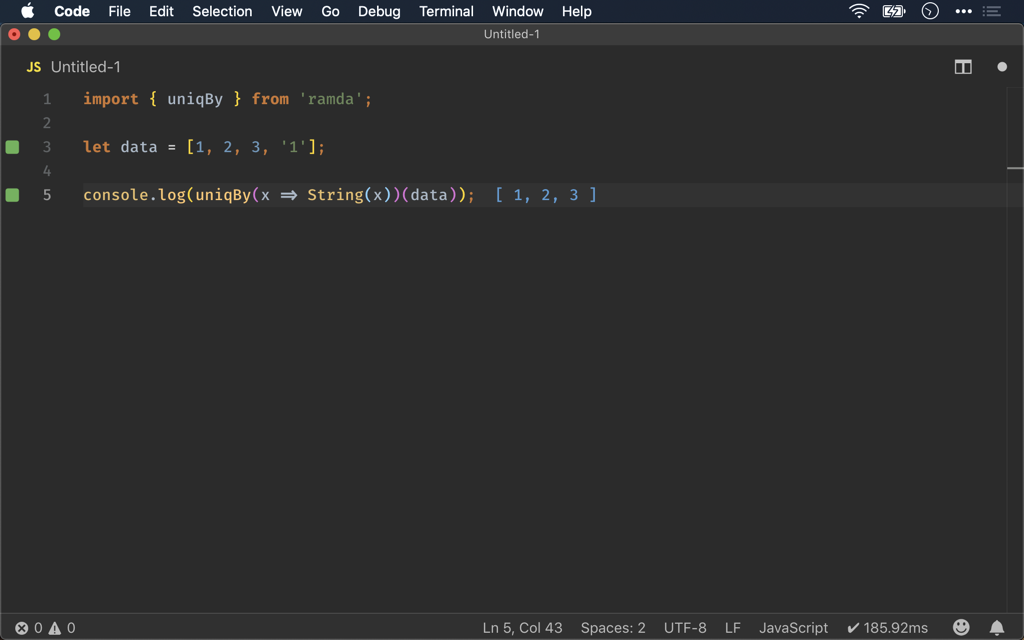 Code File Edit Selection View Go Debug Terminal Window Help
Untitled-1
JS Untitled-1
1 import { uniqBy } from 'ramda';
2
3 let data = [1, 2, 3, '1'];
4
5 console.log(uniqBy(x => String(x))(data)); [ 1, 2, 3 ]
0 0 Ln 5, Col 43 Spaces: 2 UTF-8 LF JavaScript ✔ 185.92ms